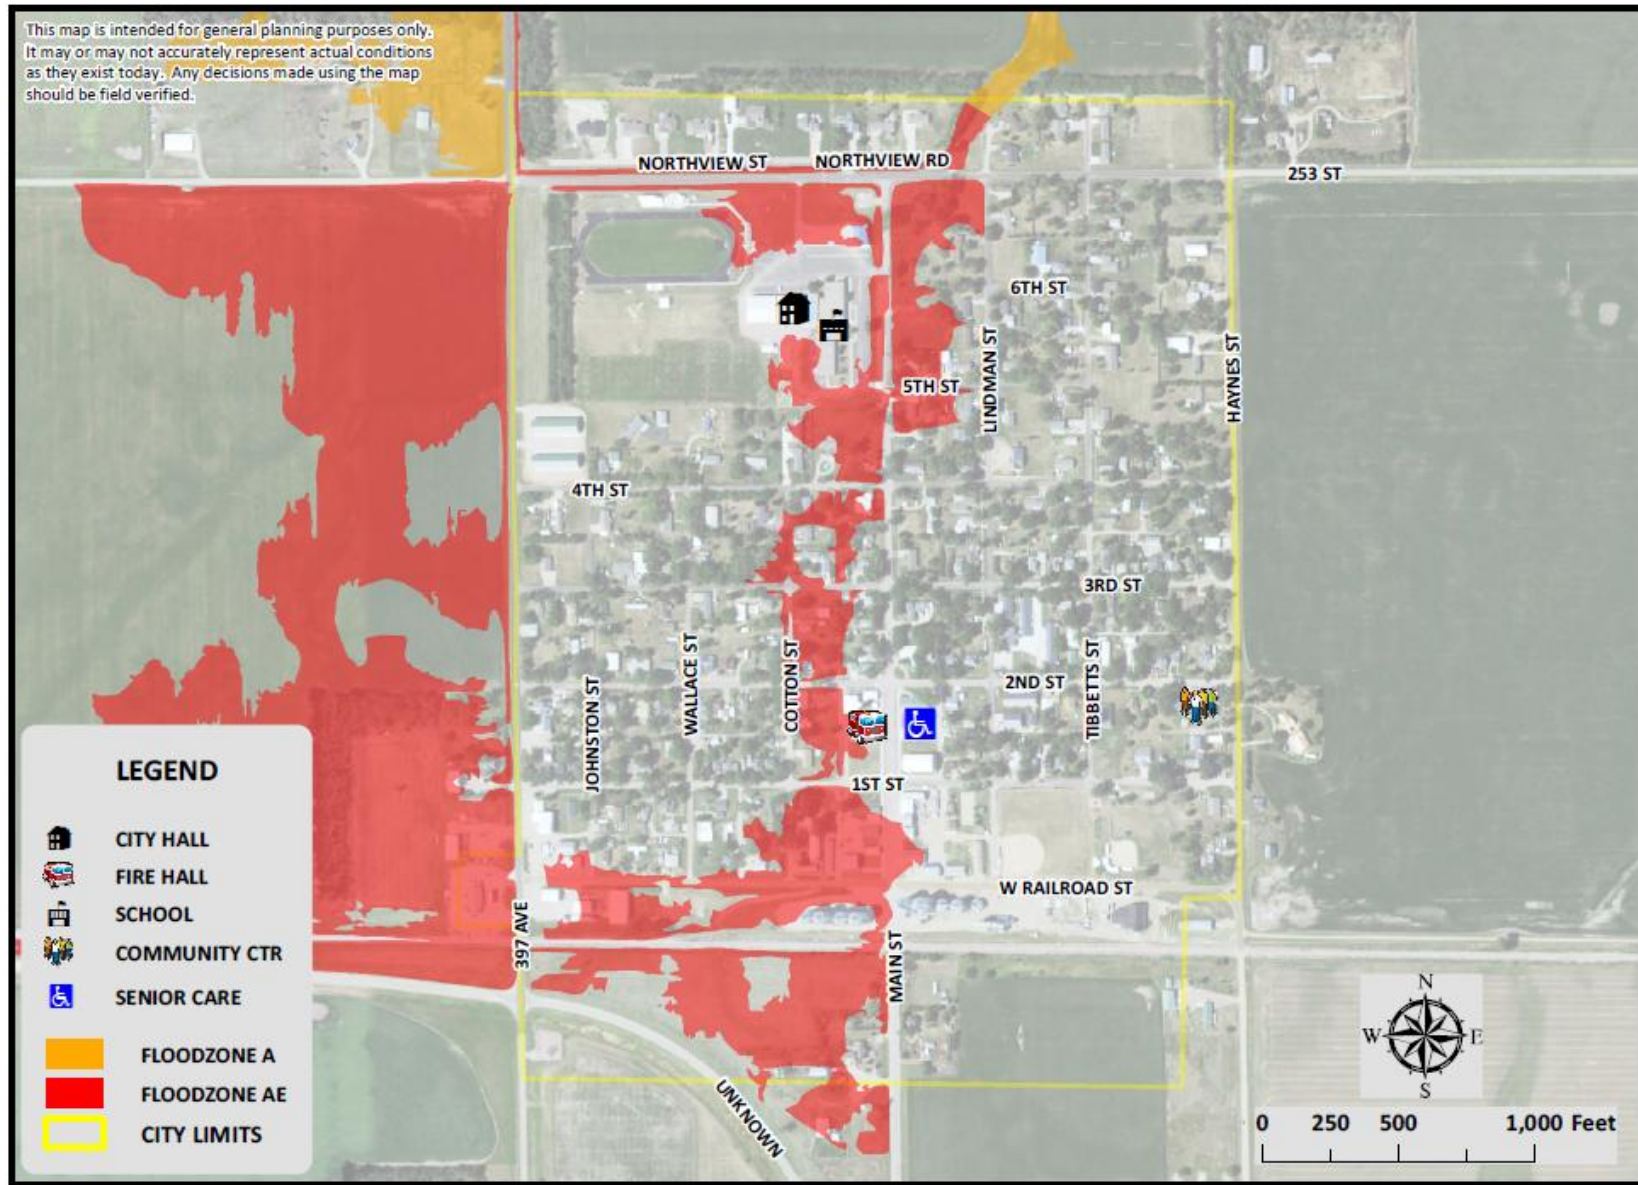 This map is intended for general planning purposes only.
It may or may not accurately represent actual conditions
as they exist today.  Any decisions made using the map
should be field verified.
NORTHVIEW ST
NORTHVIEW RD
253 ST
6TH ST
LINDMAN ST
HAYNES ST
5TH ST
4TH ST
3RD ST
WALLACE ST
COTTON ST
TIBBETTS ST
2ND ST
JOHNSTON ST
1ST ST
W RAILROAD ST
397 AVE
MAIN ST
UNKNOWN
LEGEND
CITY HALL
FIRE HALL
SCHOOL
COMMUNITY CTR
SENIOR CARE
FLOODZONE A
FLOODZONE AE
CITY LIMITS
N
W E
S
0 250 500 1,000 Feet